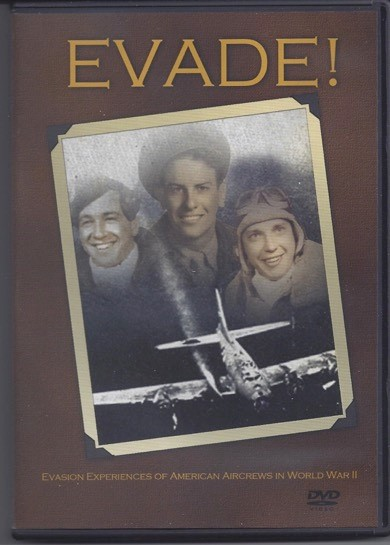 EVADE!
EVASION EXPERIENCES OF AMERICAN AIRCREWS IN WORLD WAR II
DVD
VIDEO